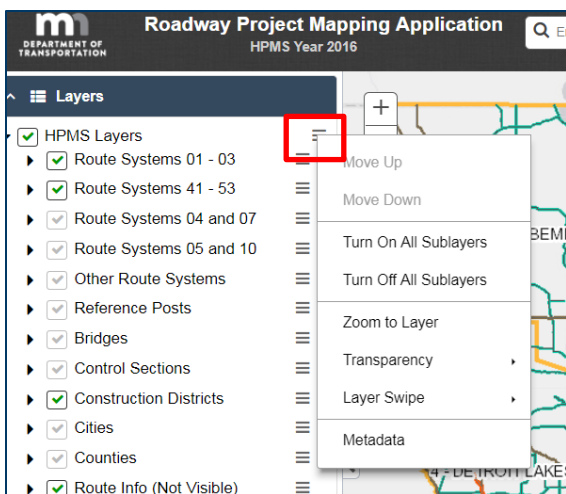 DEPARTMENT OF
TRANSPORTATION
Roadway Project Mapping Application
HPMS Year 2016
Layers
HPMS Layers
Route Systems 01 - 03
Route Systems 41 - 53
Route Systems 04 and 07
Route Systems 05 and 10
Other Route Systems
Reference Posts
Bridges
Control Sections
Construction Districts
Cities
Counties
Route Info (Not Visible)
+
Move Up
Move Down
Turn On All Sublayers
Turn Off All Sublayers
Zoom to Layer
Transparency
Layer Swipe
Metadata
BEMI
4 - DETROIT LAKES